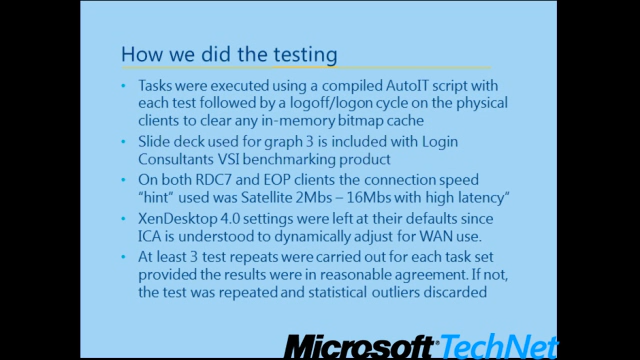 How we did the testing
• Tasks were executed using a compiled AutoIT script with
each test followed by a logoff/logon cycle on the physical
clients to clear any in-memory bitmap cache
• Slide deck used for graph 3 is included with Login
Consultants VSI benchmarking product
• On both RDC7 and EOP clients the connection speed
“hint” used was Satellite 2Mbs – 16Mbs with high latency”
• XenDesktop 4.0 settings were left at their defaults since
ICA is understood to dynamically adjust for WAN use.
• At least 3 test repeats were carried out for each task set
provided the results were in reasonable agreement. If not,
the test was repeated and statistical outliers discarded
Microsoft® TechNet